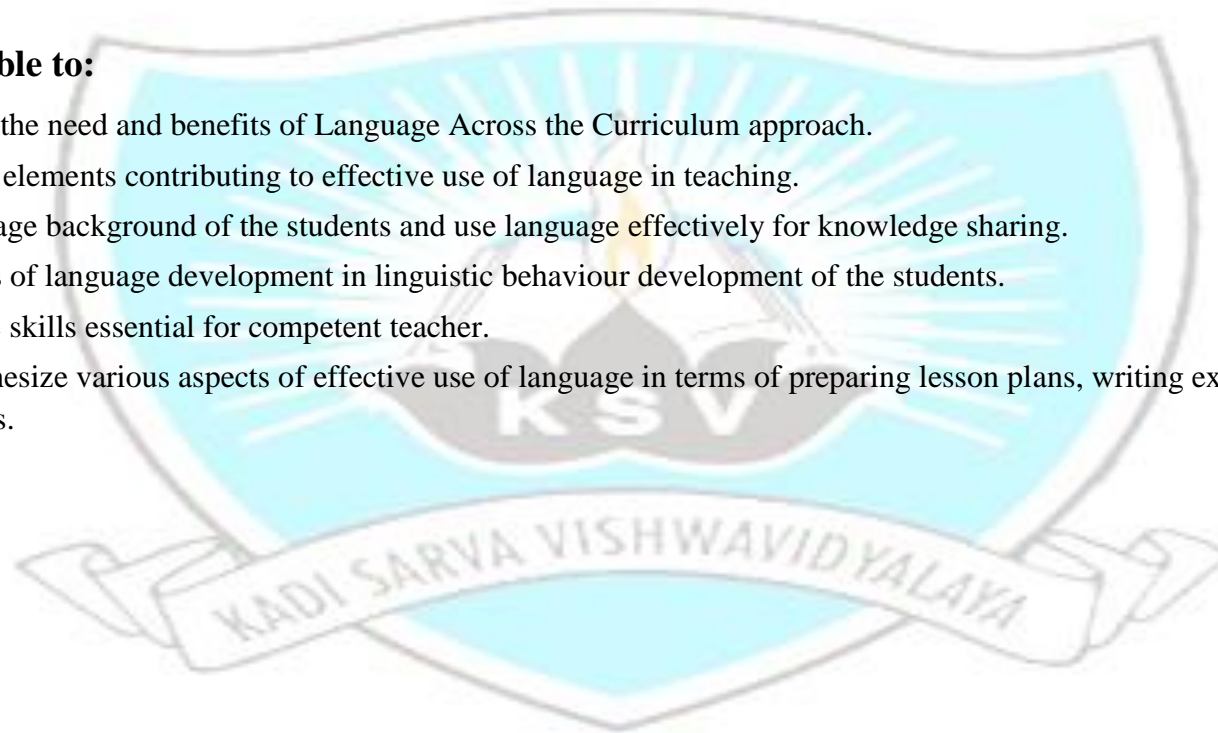 ble to:
the need and benefits of Language Across the Curriculum approach.
elements contributing to effective use of language in teaching.
age background of the students and use language effectively for knowledge sharing.
s of language development in linguistic behaviour development of the students.
skills essential for competent teacher.
nesize various aspects of effective use of language in terms of preparing lesson plans, writing ex
s.
KSV
KADI SARVA VISHWAVIDYALAYA